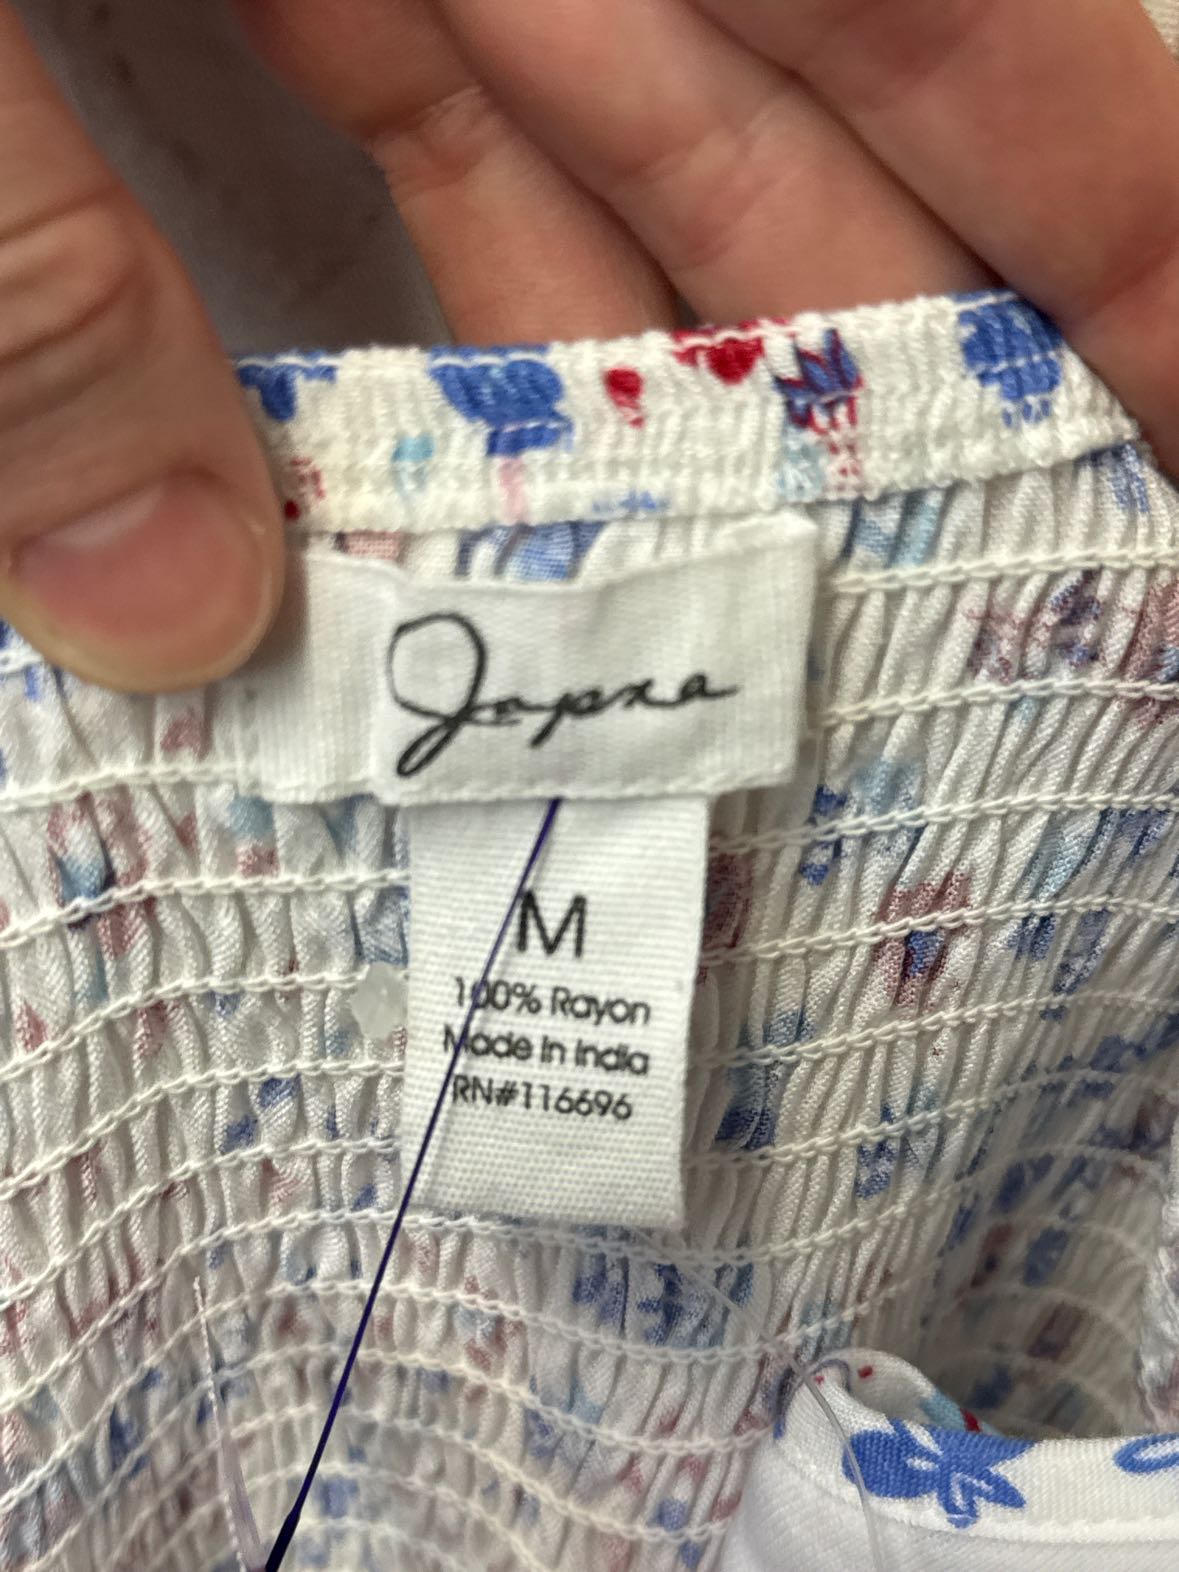 Japna
M
100% Rayon
Made In India
RN#116696